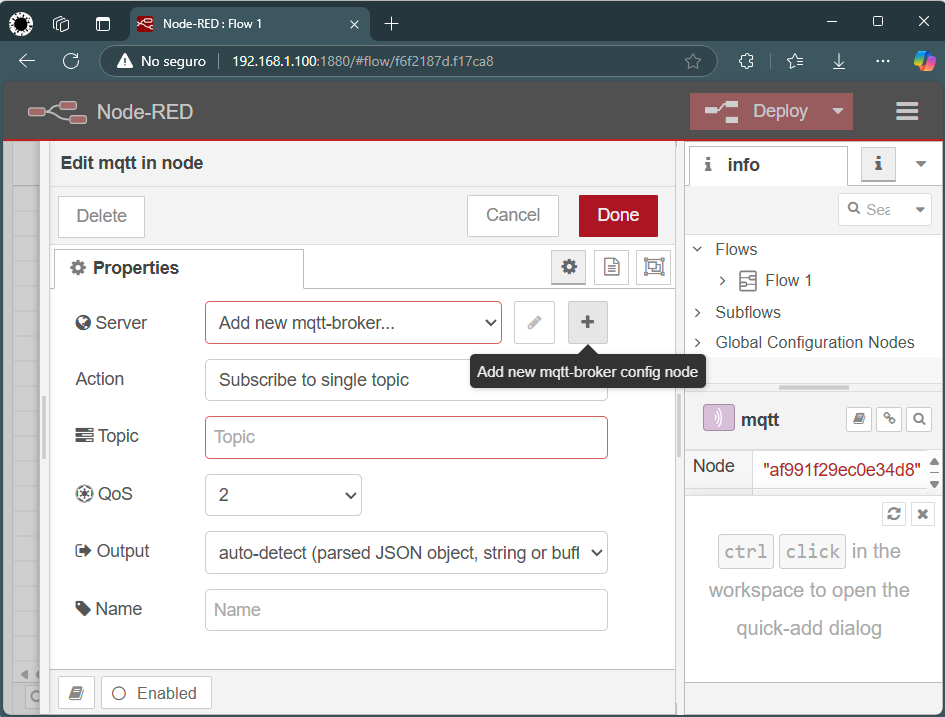 Node-RED : Flow 1
No seguro
192.168.1.100:1880/#flow/f6f2187d.f17ca8
Node-RED
Deploy
Edit mqtt in node
Delete
Cancel
Done
Properties
Server
Add new mqtt-broker...
Add new mqtt-broker config node
Action
Subscribe to single topic
Topic
Topic
QoS
2
Output
auto-detect (parsed JSON object, string or buff
Name
Name
Enabled
i info
i
Sea
Flows
Flow 1
Subflows
Global Configuration Nodes
mqtt
Node
"af991f29ec0e34d8"
ctrl click in the
workspace to open the
quick-add dialog